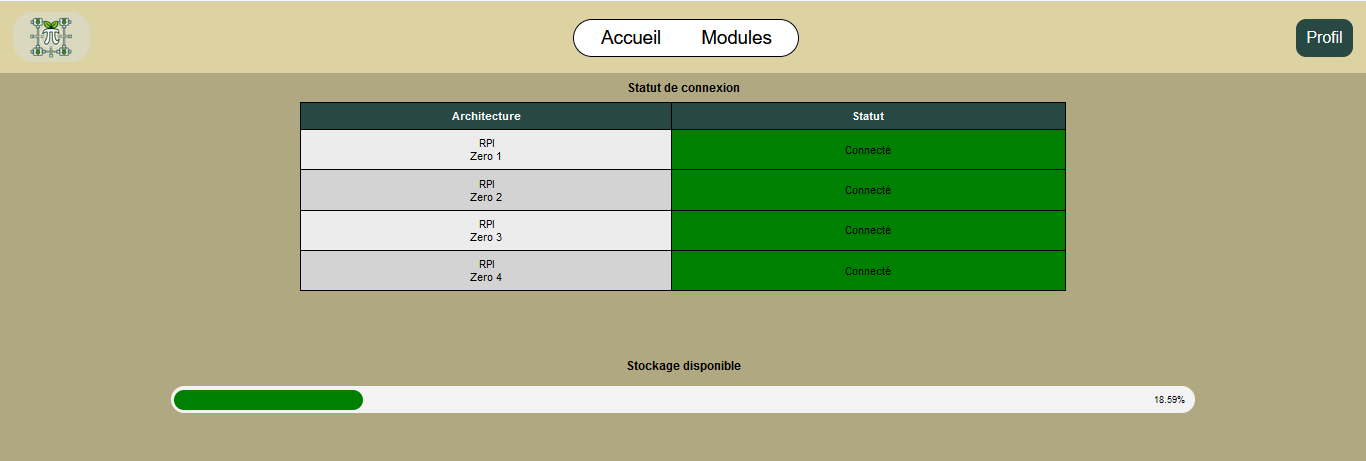 π
Accueil Modules
Profil
Statut de connexion
Architecture Statut
RPI
Zero 1
Connecté
RPI
Zero 2
Connecté
RPI
Zero 3
Connecté
RPI
Zero 4
Connecté
Stockage disponible
18.59%